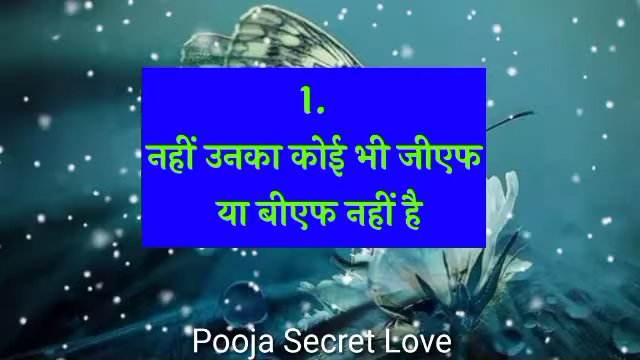 1.
नहीं उनका कोई भी जीएफ
या बीएफ नहीं है
Pooja Secret Love